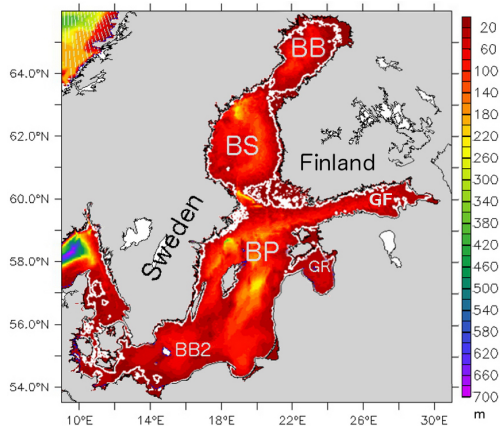 64.0°N
62.0°N
60.0°N
58.0°N
56.0°N
54.0°N
10°E
14°E
18°E
22°E
26°E
30°E
BB
BS
Finland
Sweden
GF
BP
GR
BB2
20
60
100
140
180
220
260
300
340
380
420
460
500
540
580
620
660
700
m